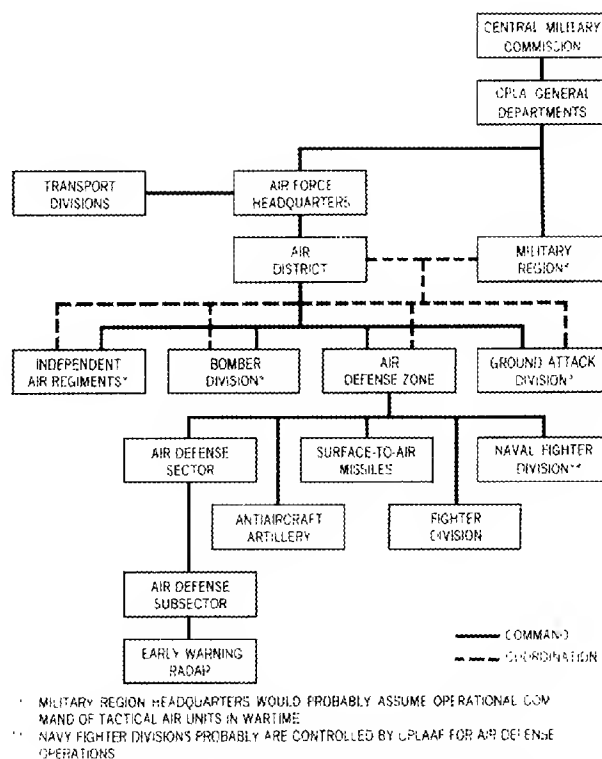 CENTRAL MILITARY
COMMISSION
CPLA GENERAL
DEPARTMENTS
TRANSPORT
DIVISIONS
AIR FORCE
HEADQUARTERS
AIR
DISTRICT
MILITARY
REGION*
INDEPENDENT
AIR REGIMENTS*
BOMBER
DIVISION*
AIR
DEFENSE ZONE
GROUND ATTACK
DIVISION*
AIR DEFENSE
SECTOR
SURFACE-TO-AIR
MISSILES
NAVAL FIGHTER
DIVISION**
ANTIAIRCRAFT
ARTILLERY
FIGHTER
DIVISION
AIR DEFENSE
SUBSECTOR
EARLY WARNING
RADAR
COMMAND
COORDINATION
* MILITARY REGION HEADQUARTERS WOULD PROBABLY ASSUME OPERATIONAL COM
MAND OF TACTICAL AIR UNITS IN WARTIME
** NAVY FIGHTER DIVISIONS PROBABLY ARE CONTROLLED BY CPLAAF FOR AIR DEFENSE
OPERATIONS